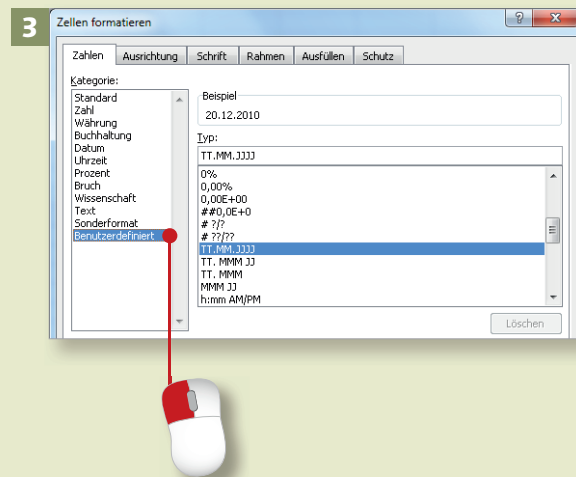 3
Zellen formatieren
Zahlen Ausrichtung Schrift Rahmen Ausfüllen Schutz
Kategorie:
Standard
Zahl
Währung
Buchhaltung
Datum
Uhrzeit
Prozent
Bruch
Wissenschaft
Text
Sonderformat
Benutzerdefiniert
Beispiel
20.12.2010
Typ:
TT.MM.JJJJ
0%
0,00%
0,00E+00
##0,0E+0
# ?/?
# ??/??
TT.MM.JJJJ
TT. MMM JJ
TT. MMM
MMM JJ
h:mm AM/PM
Löschen